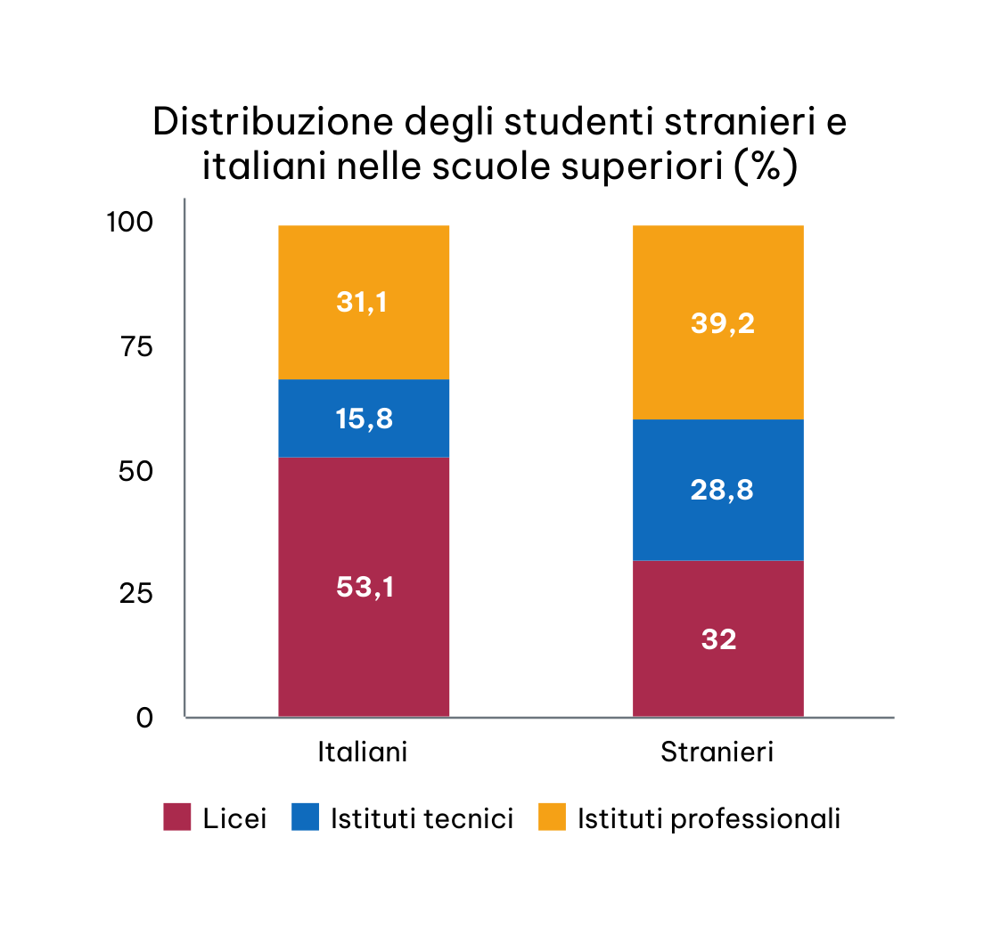 Distribuzione degli studenti stranieri e
italiani nelle scuole superiori (%)
100
75
50
25
0
31,1
15,8
53,1
39,2
28,8
32
Italiani
Stranieri
Licei
Istituti tecnici
Istituti professionali